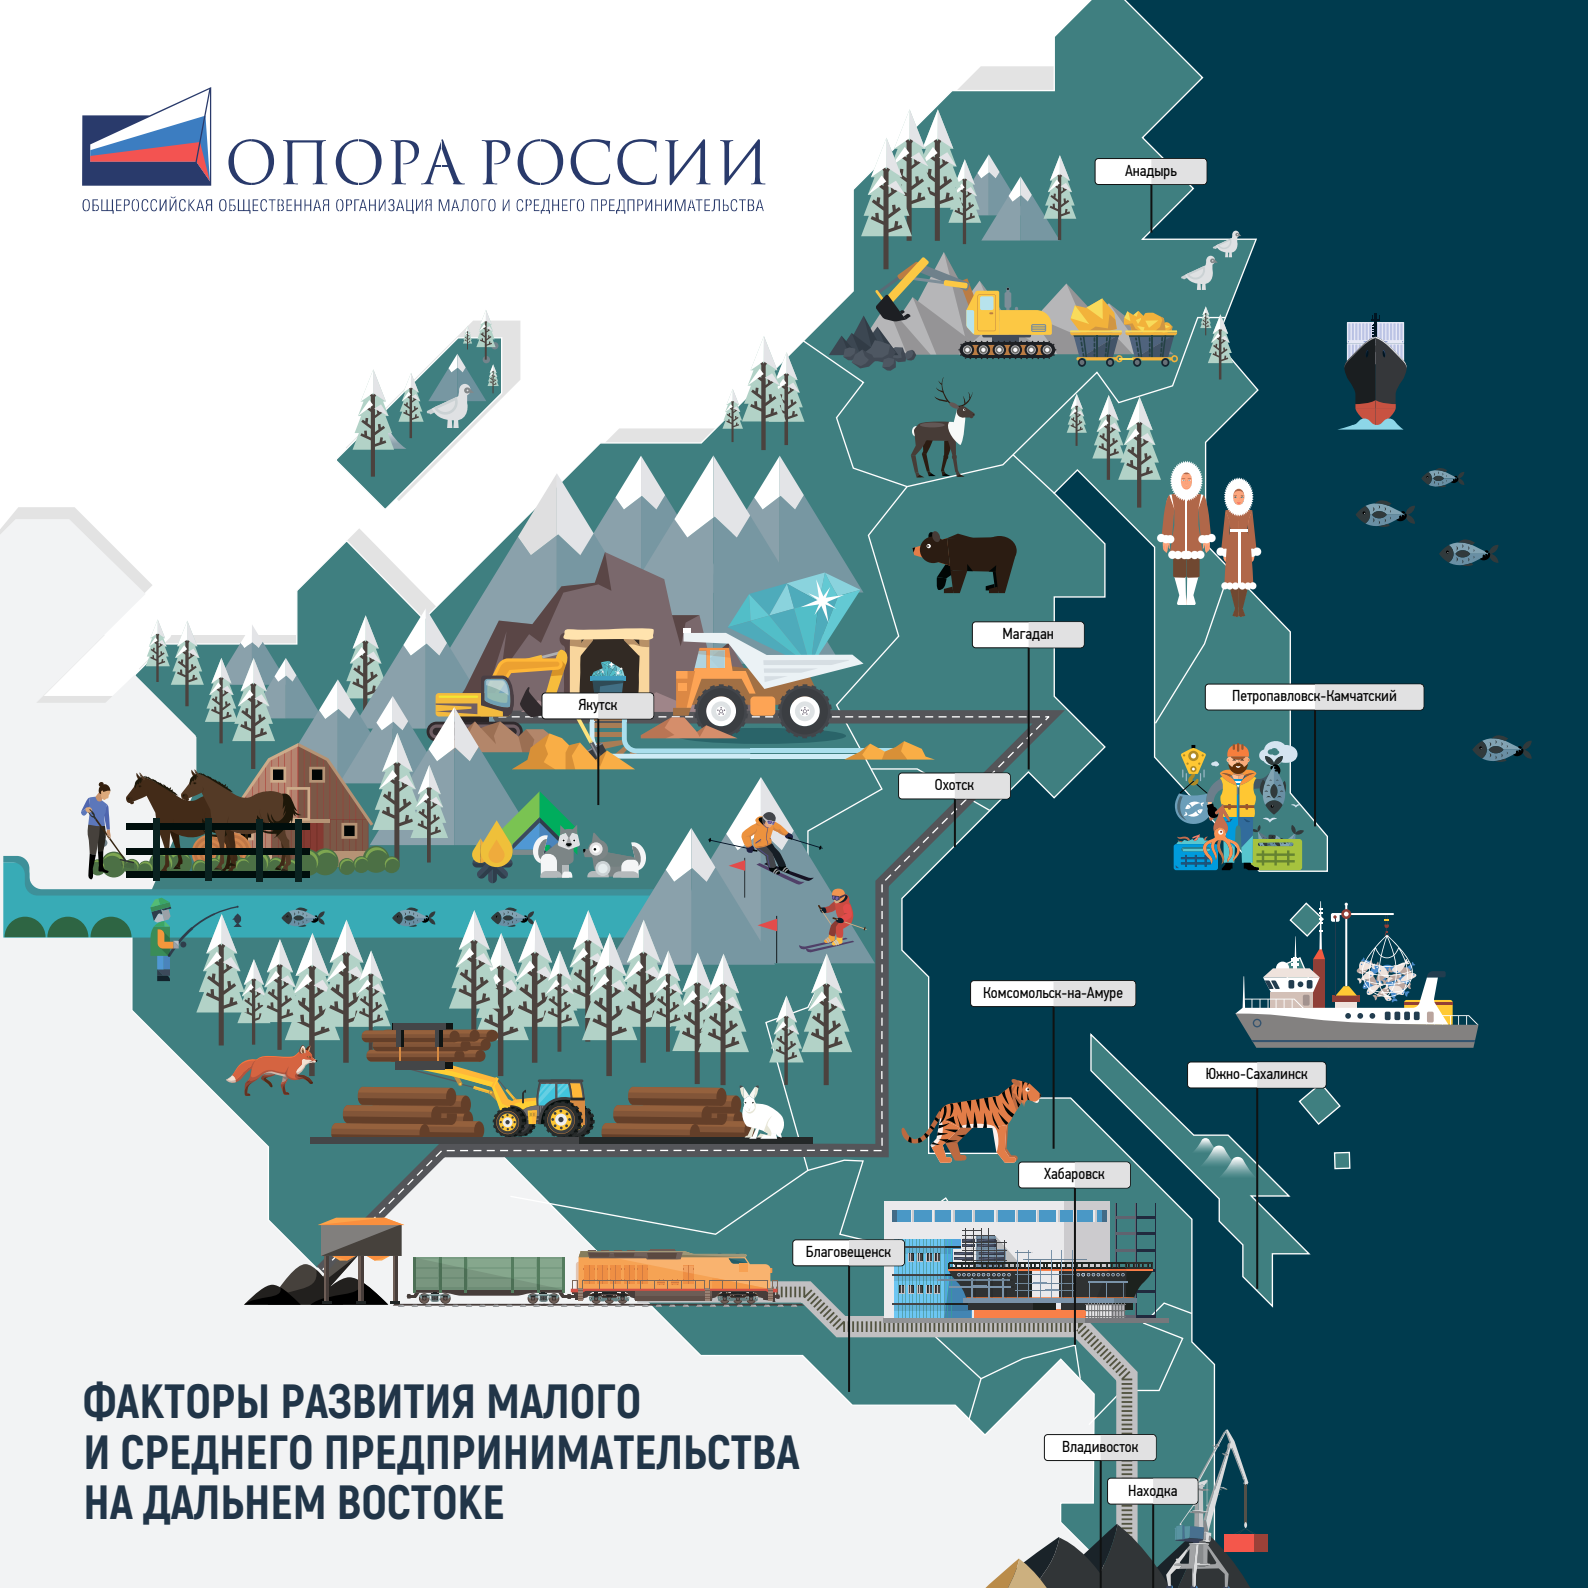 ОПОРА РОССИИ
ОБЩЕРОССИЙСКАЯ ОБЩЕСТВЕННАЯ ОРГАНИЗАЦИЯ МАЛОГО И СРЕДНЕГО ПРЕДПРИНИМАТЕЛЬСТВА
Анадырь
Магадан
Петропавловск-Камчатский
Якутск
Охотск
Комсомольск-на-Амуре
Южно-Сахалинск
Хабаровск
Благовещенск
ФАКТОРЫ РАЗВИТИЯ МАЛОГО
И СРЕДНЕГО ПРЕДПРИНИМАТЕЛЬСТВА
НА ДАЛЬНЕМ ВОСТОКЕ
Владивосток
Находка